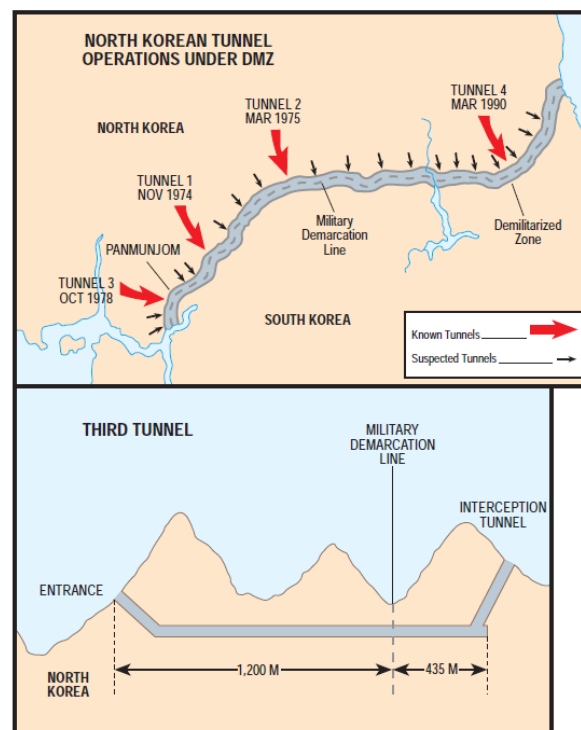 NORTH KOREAN TUNNEL
OPERATIONS UNDER DMZ
TUNNEL 4
MAR 1990
TUNNEL 2
MAR 1975
NORTH KOREA
TUNNEL 1
NOV 1974
Military
Demarcation
Line
Demilitarized
Zone
PANMUNJOM
TUNNEL 3
OCT 1978
SOUTH KOREA
Known Tunnels
Suspected Tunnels
THIRD TUNNEL
MILITARY
DEMARCATION
LINE
INTERCEPTION
TUNNEL
ENTRANCE
1,200 M
435 M
NORTH
KOREA